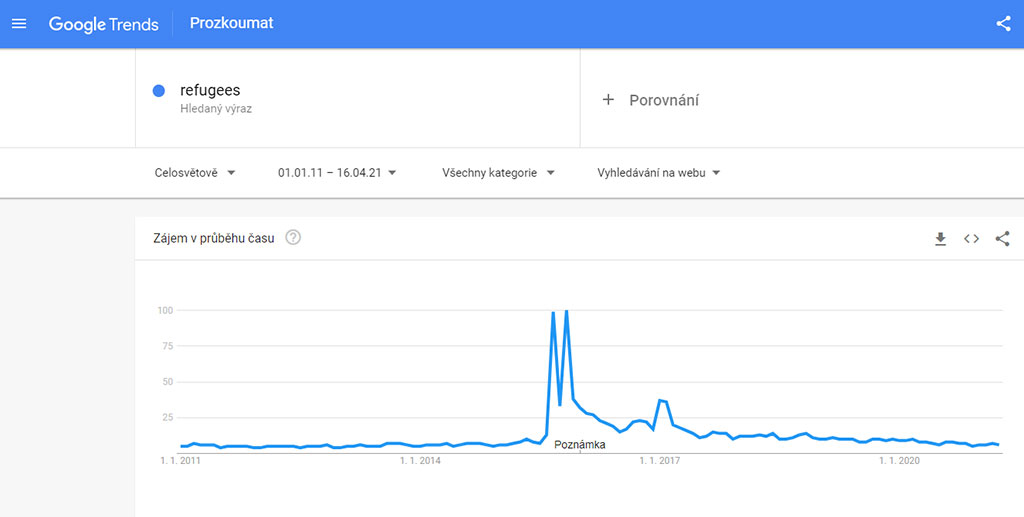 Google Trends Prozkoumat
refugees
Hledaný výraz
+ Porovnání
Celosvětově 01.01.11 – 16.04.21 Všechny kategorie Vyhledávání na webu
Zájem v průběhu času ?
100
75
50
25
Poznámka
1. 1. 2011 1. 1. 2014 1. 1. 2017 1. 1. 2020